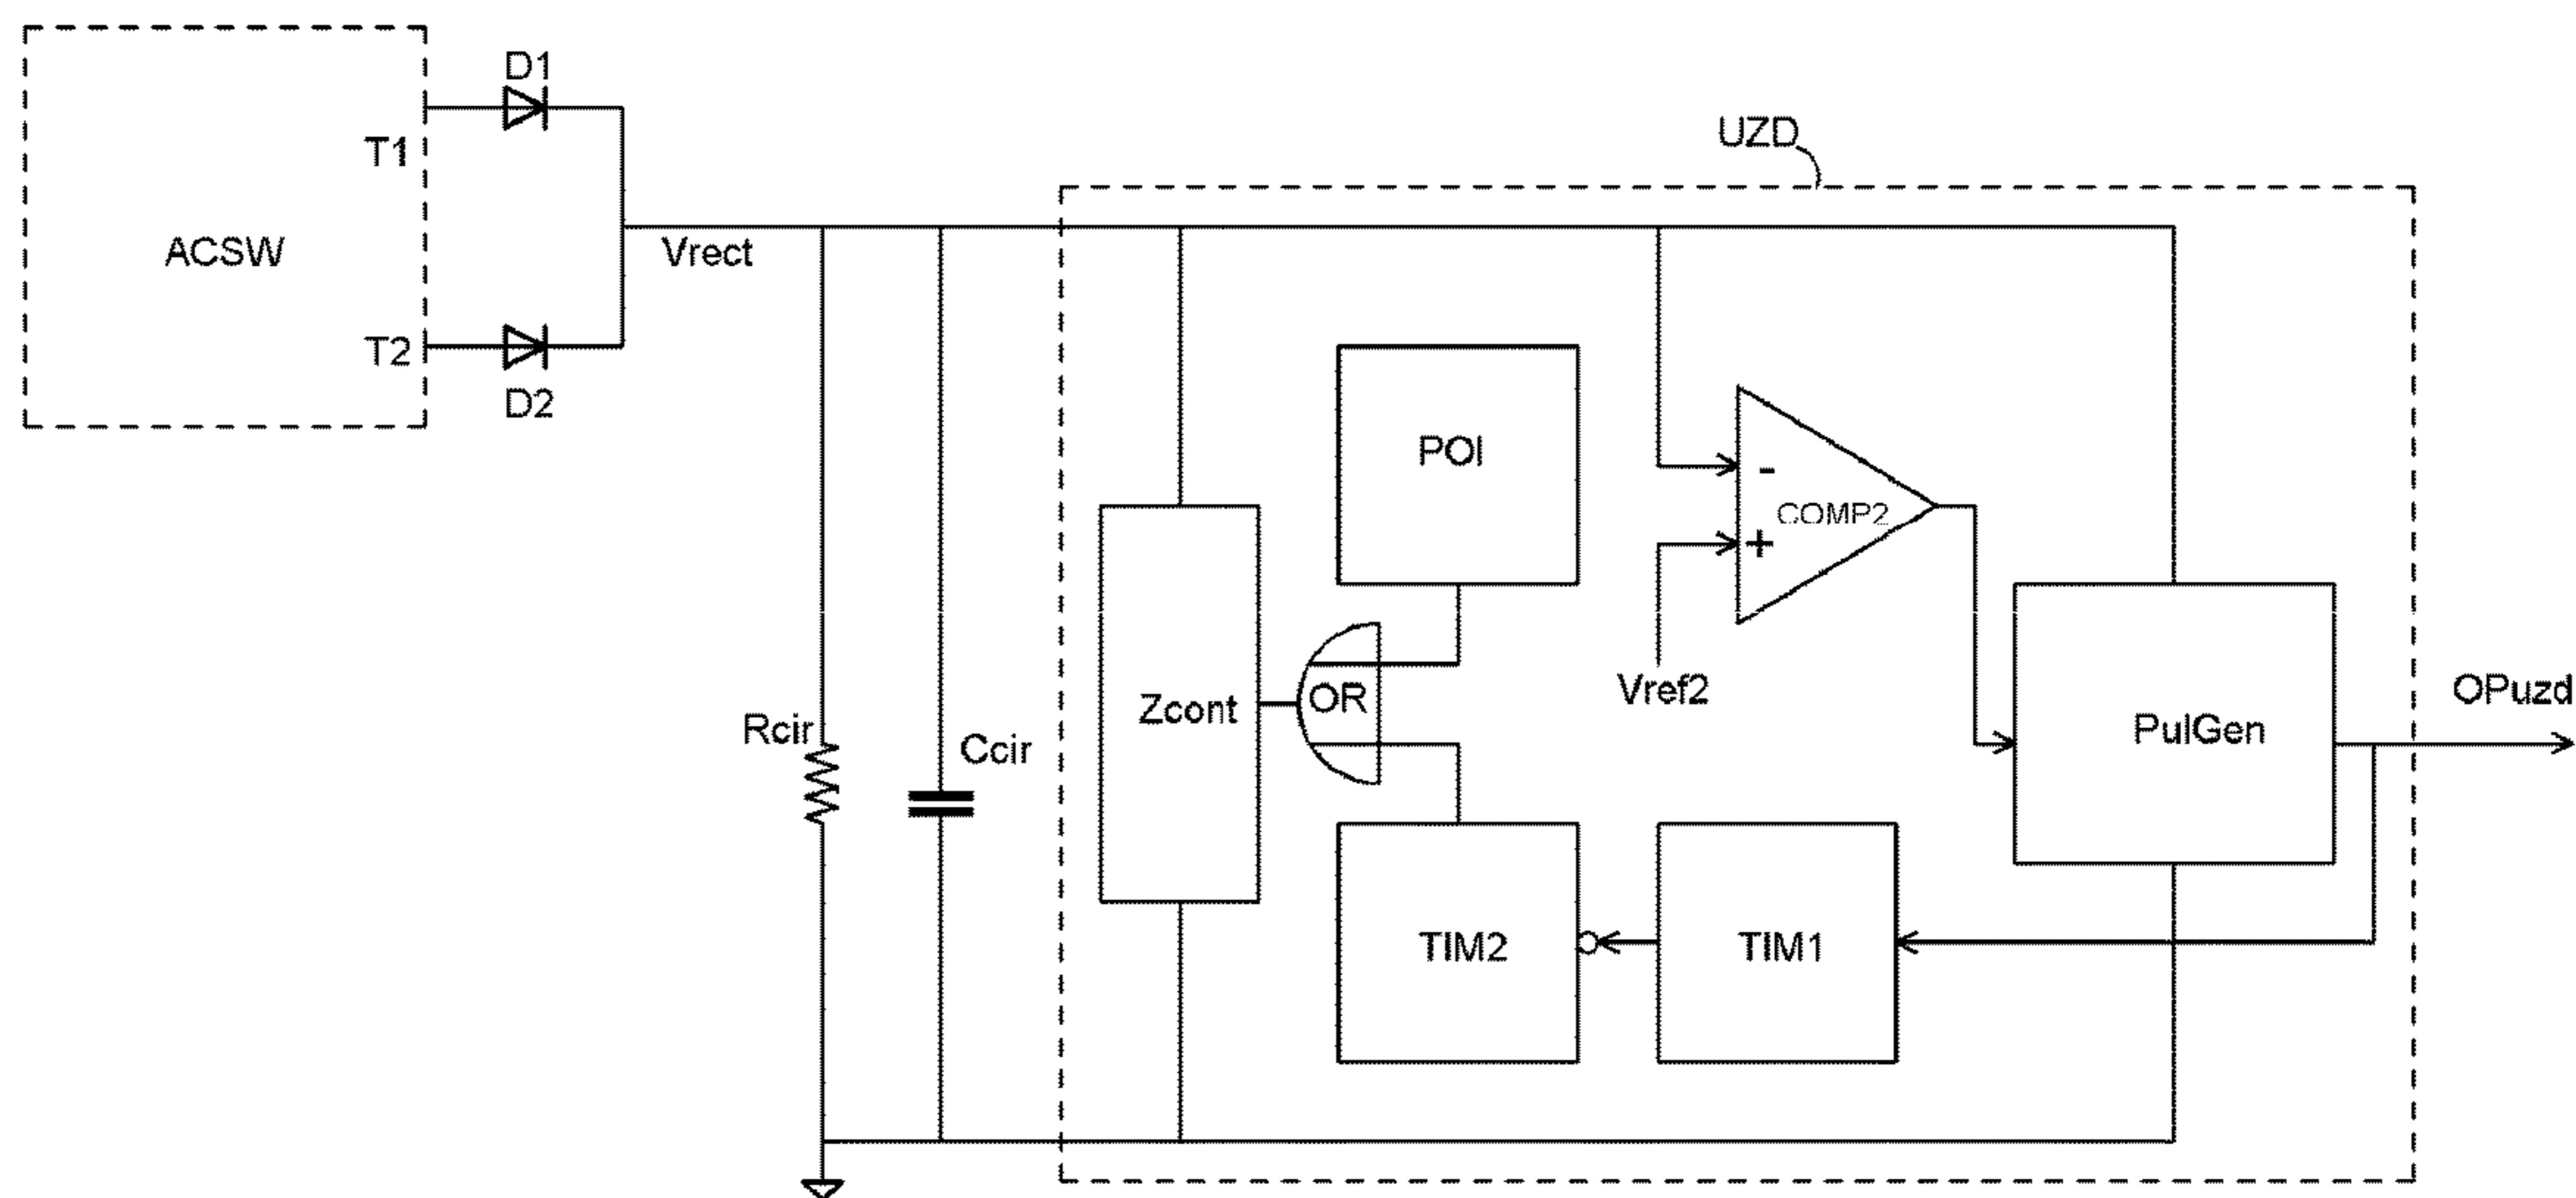 D1
UZD
T1
ACSW
Vrect
T2
D2
POI
-
COMP2
+
Vref2
OPuzd
OR
Zcont
Rcir
Ccir
PulGen
TIM2
TIM1